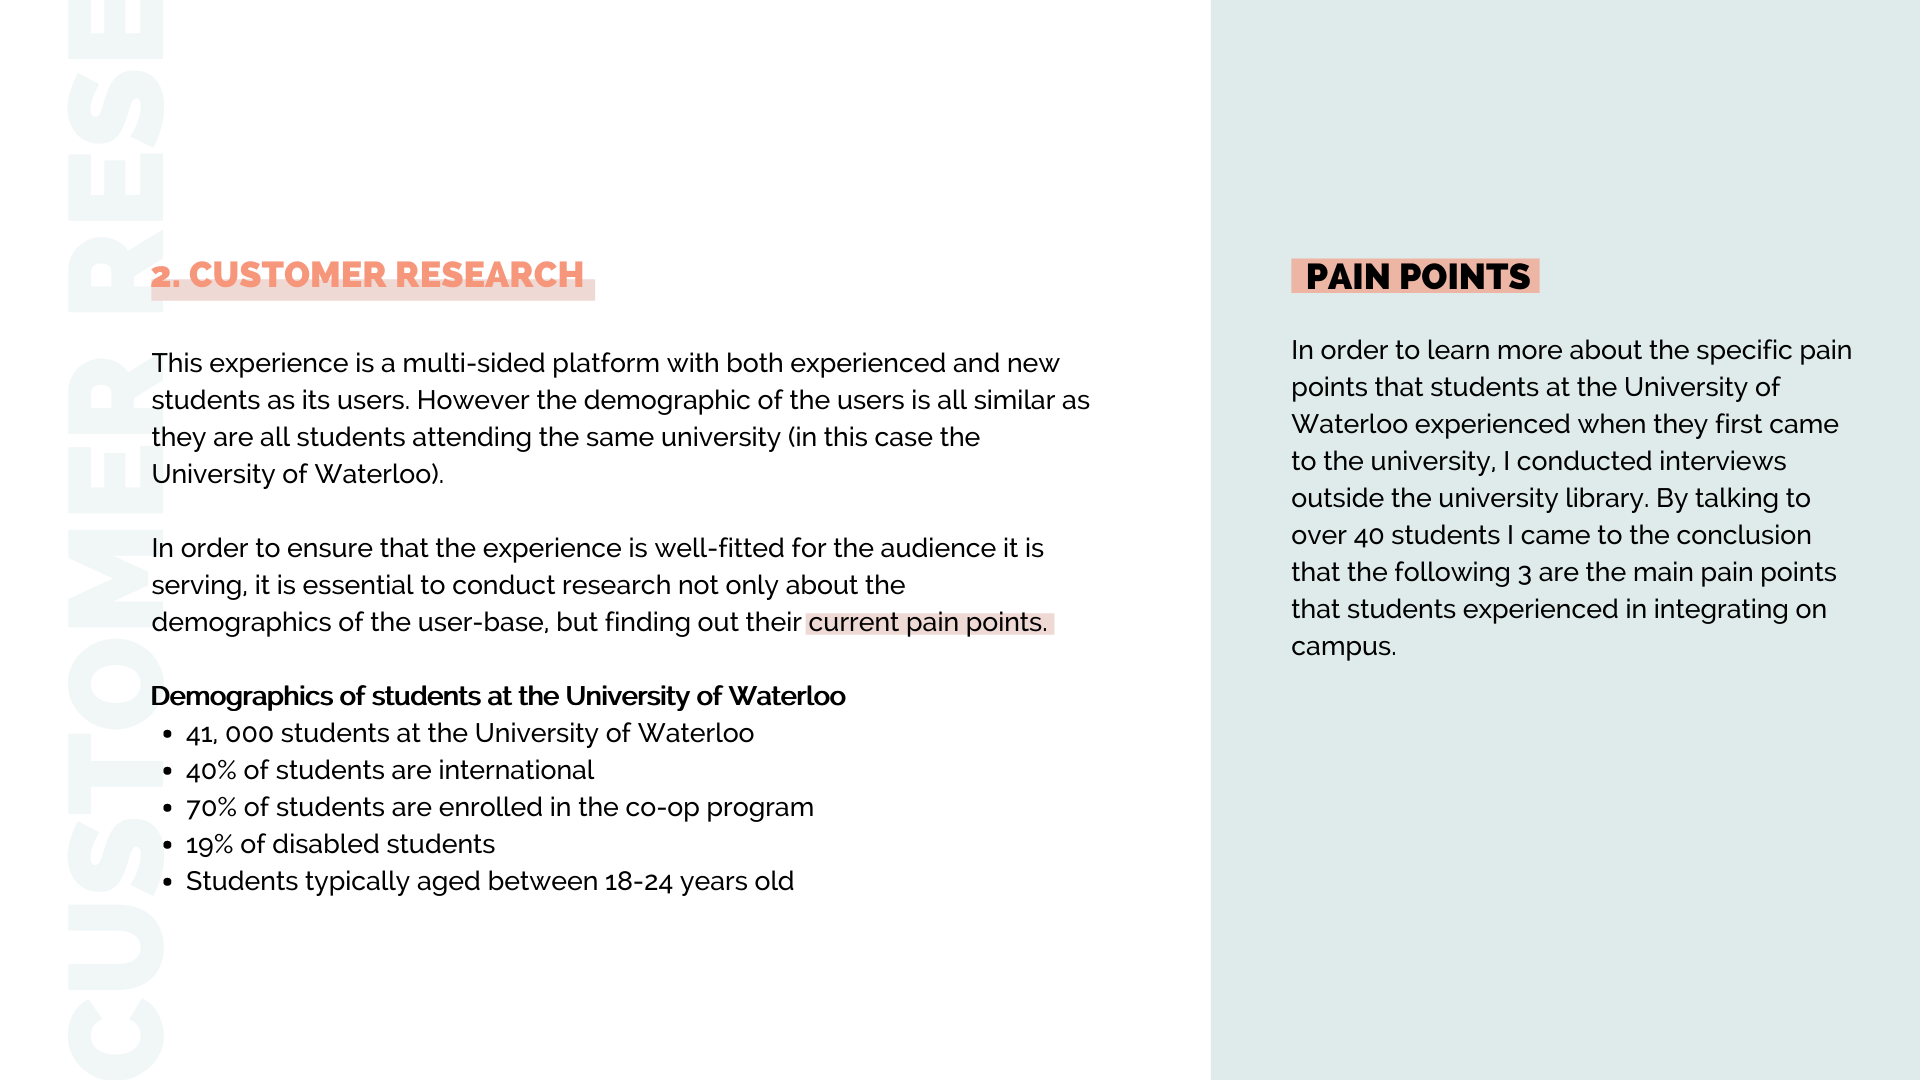 CUSTOMER RESE
2. CUSTOMER RESEARCH
This experience is a multi-sided platform with both experienced and new
students as its users. However the demographic of the users is all similar as
they are all students attending the same university (in this case the
University of Waterloo).
In order to ensure that the experience is well-fitted for the audience it is
serving, it is essential to conduct research not only about the
demographics of the user-base, but finding out their current pain points.
Demographics of students at the University of Waterloo
• 41, 000 students at the University of Waterloo
• 40% of students are international
• 70% of students are enrolled in the co-op program
• 19% of disabled students
• Students typically aged between 18-24 years old
PAIN POINTS
In order to learn more about the specific pain
points that students at the University of
Waterloo experienced when they first came
to the university, I conducted interviews
outside the university library. By talking to
over 40 students I came to the conclusion
that the following 3 are the main pain points
that students experienced in integrating on
campus.